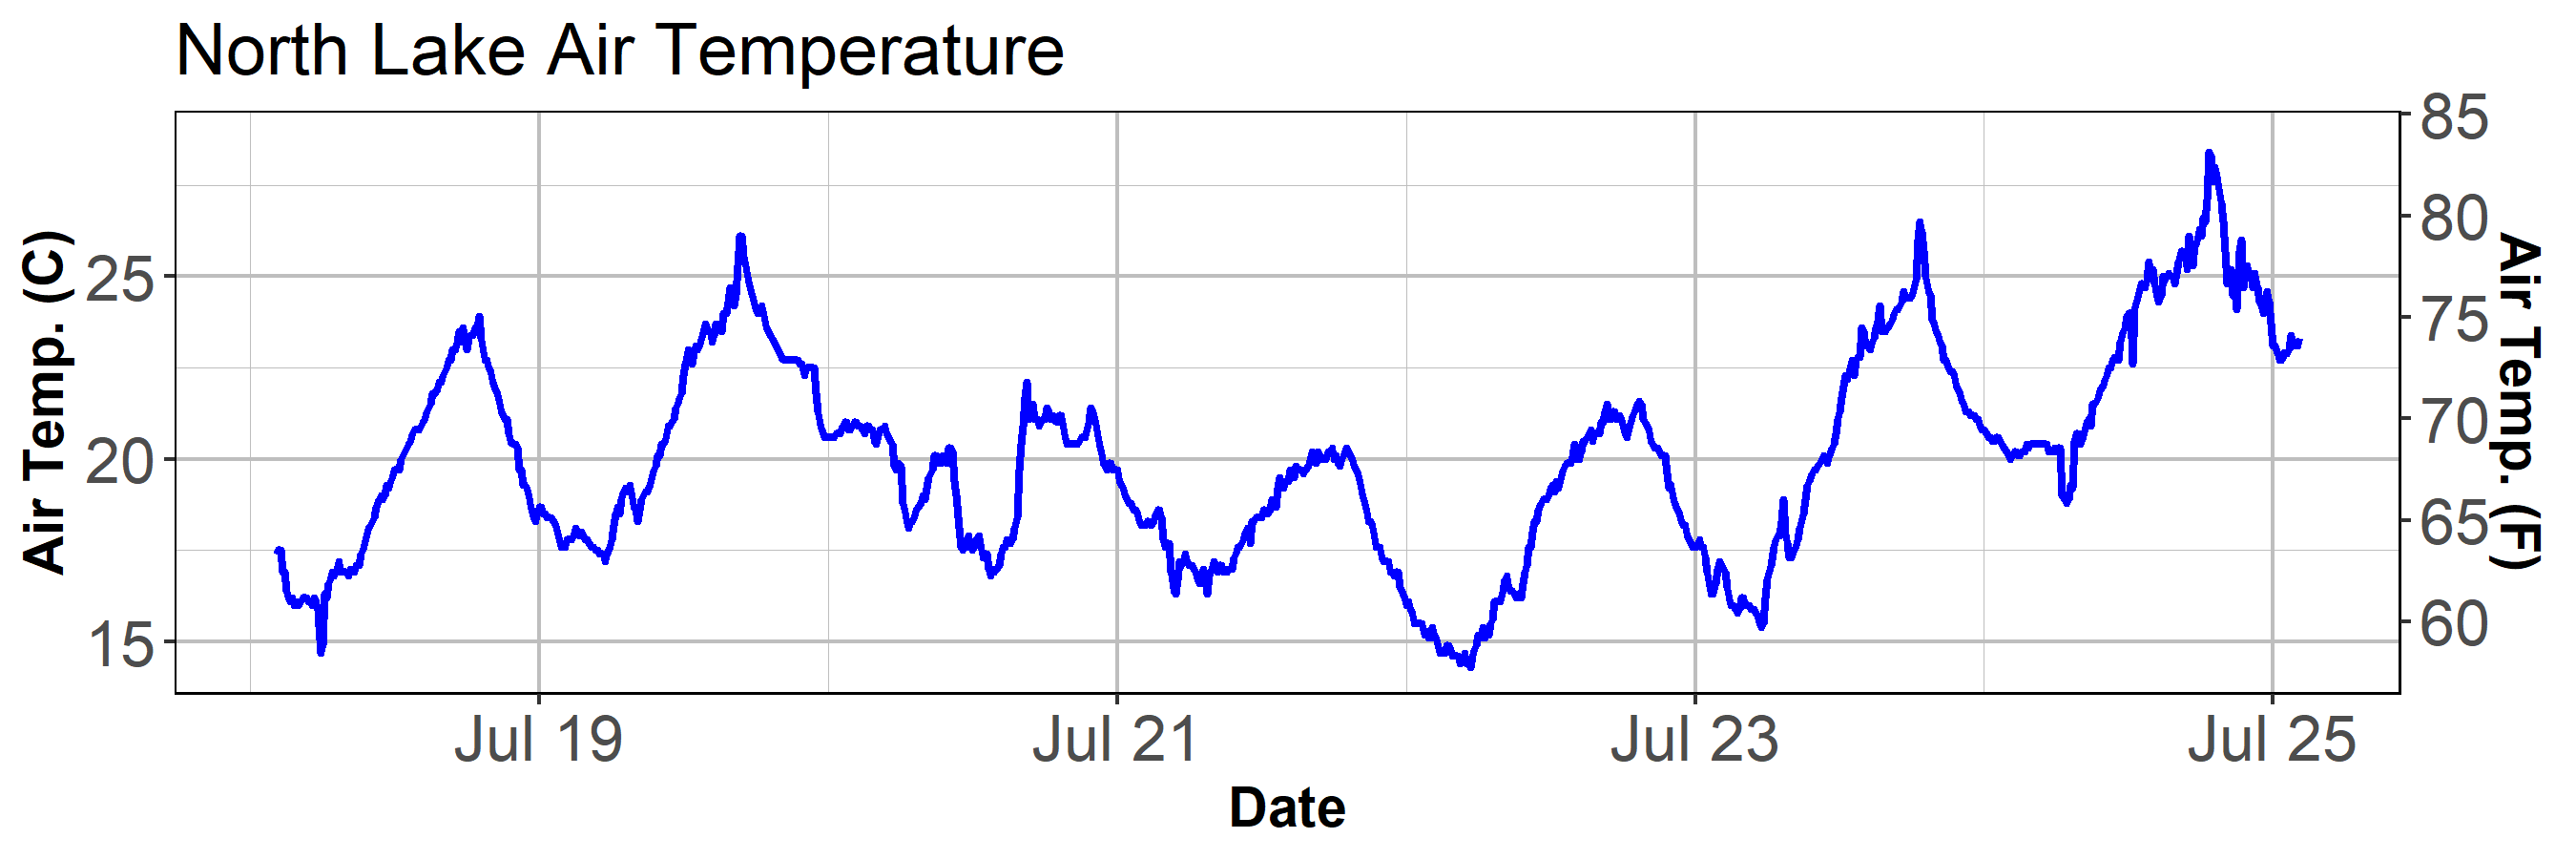 North Lake Air Temperature
Air Temp. (C)
25
20
15
85
80
75
70
65
60
Air Temp. (F)
Jul 19
Jul 21
Jul 23
Jul 25
Date